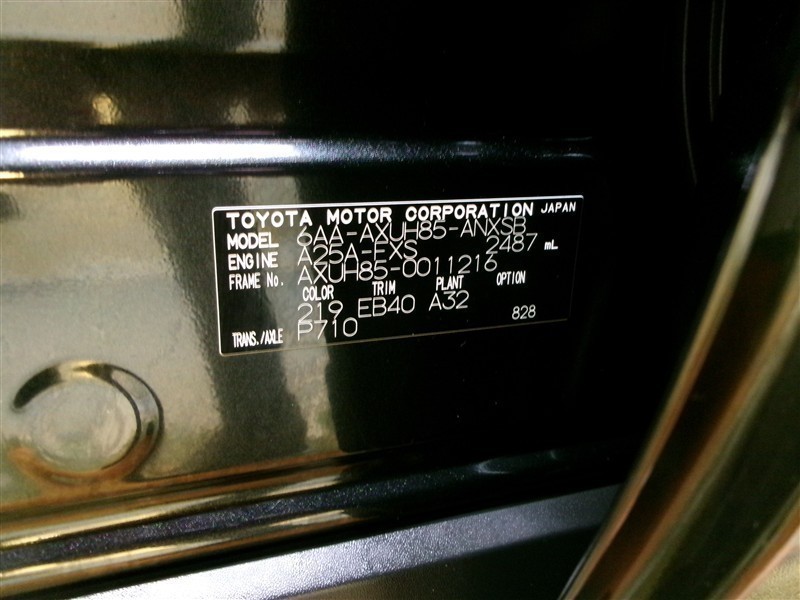 TOYOTA MOTOR CORPORATION JAPAN
MODEL 6AA-AXUH85-ANXSB
ENGINE A25A-FXS 2487 mL
FRAME No. AXUH85-0011216
COLOR TRIM PLANT OPTION
219 EB40 A32
TRANS./AXLE P710 828